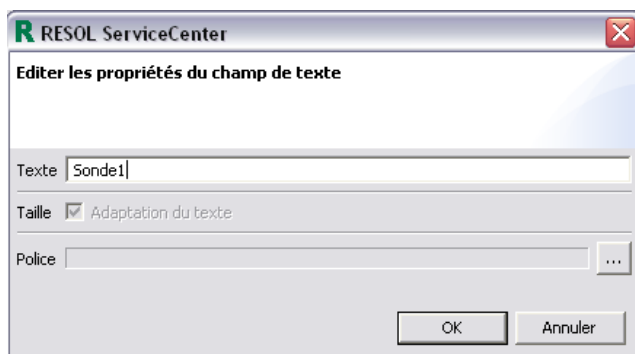 RESOL ServiceCenter
Editer les propriétés du champ de texte
Texte Sonde1
Taille Adaptation du texte
Police ...
OK Annuler